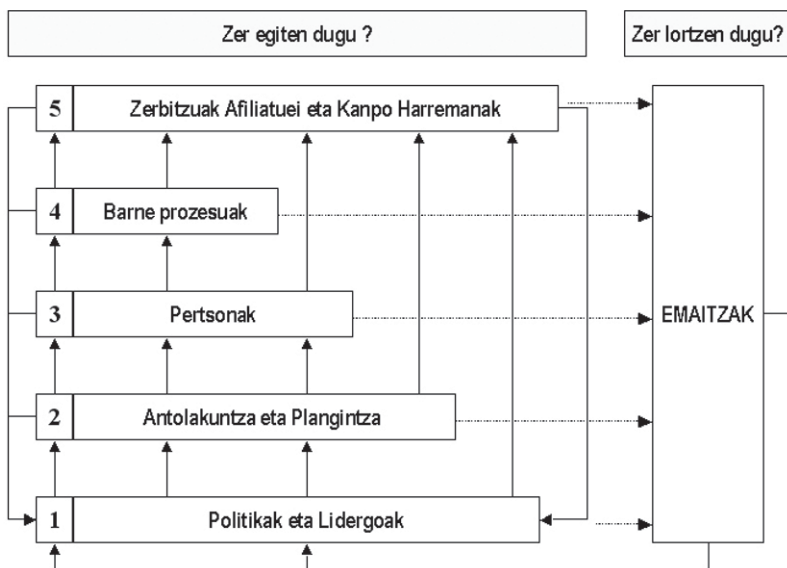 Zer egiten dugu ?
Zer lortzen dugu?
5 Zerbitzuak Afiliatuei eta Kanpo Harremanak
4 Barne prozesuak
3 Pertsonak
EMAITZAK
2 Antolakuntza eta Plangintza
1 Politikak eta Lidergoak